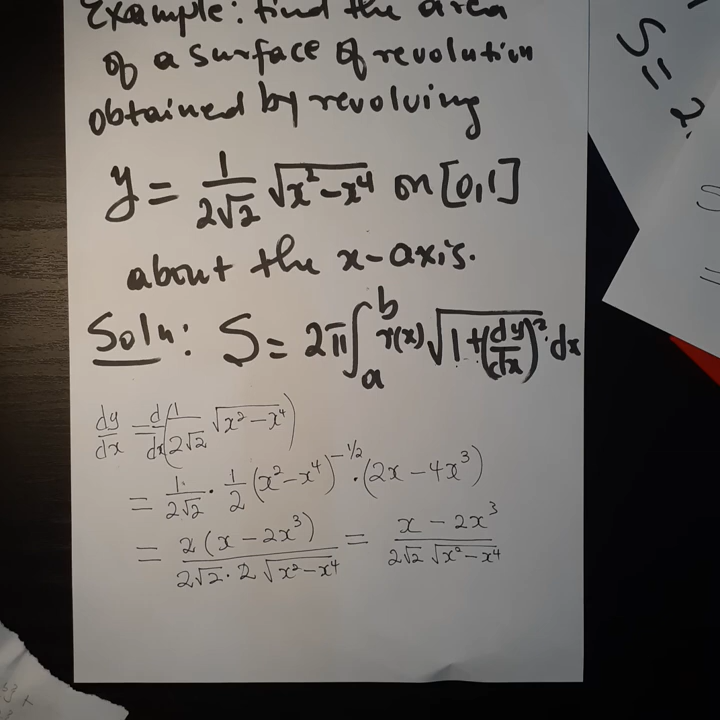 Example: find the area
of a surface of revolution
obtained by revolving
y = 1/(2√2) √(x² – x⁴) on [0,1]
about the x-axis.
Soln: S = 2π ∫ₐᵇ r(x) √(1+(dy/dx)²) dx
dy/dx = d/dx (1/(2√2) √(x² – x⁴))
= 1/(2√2) · 1/2 (x² – x⁴)^(–1/2) · (2x – 4x³)
= 2(x – 2x³)/(2√2 · 2√(x² – x⁴)) = (x – 2x³)/(2√2 √(x² – x⁴))
S = 2.